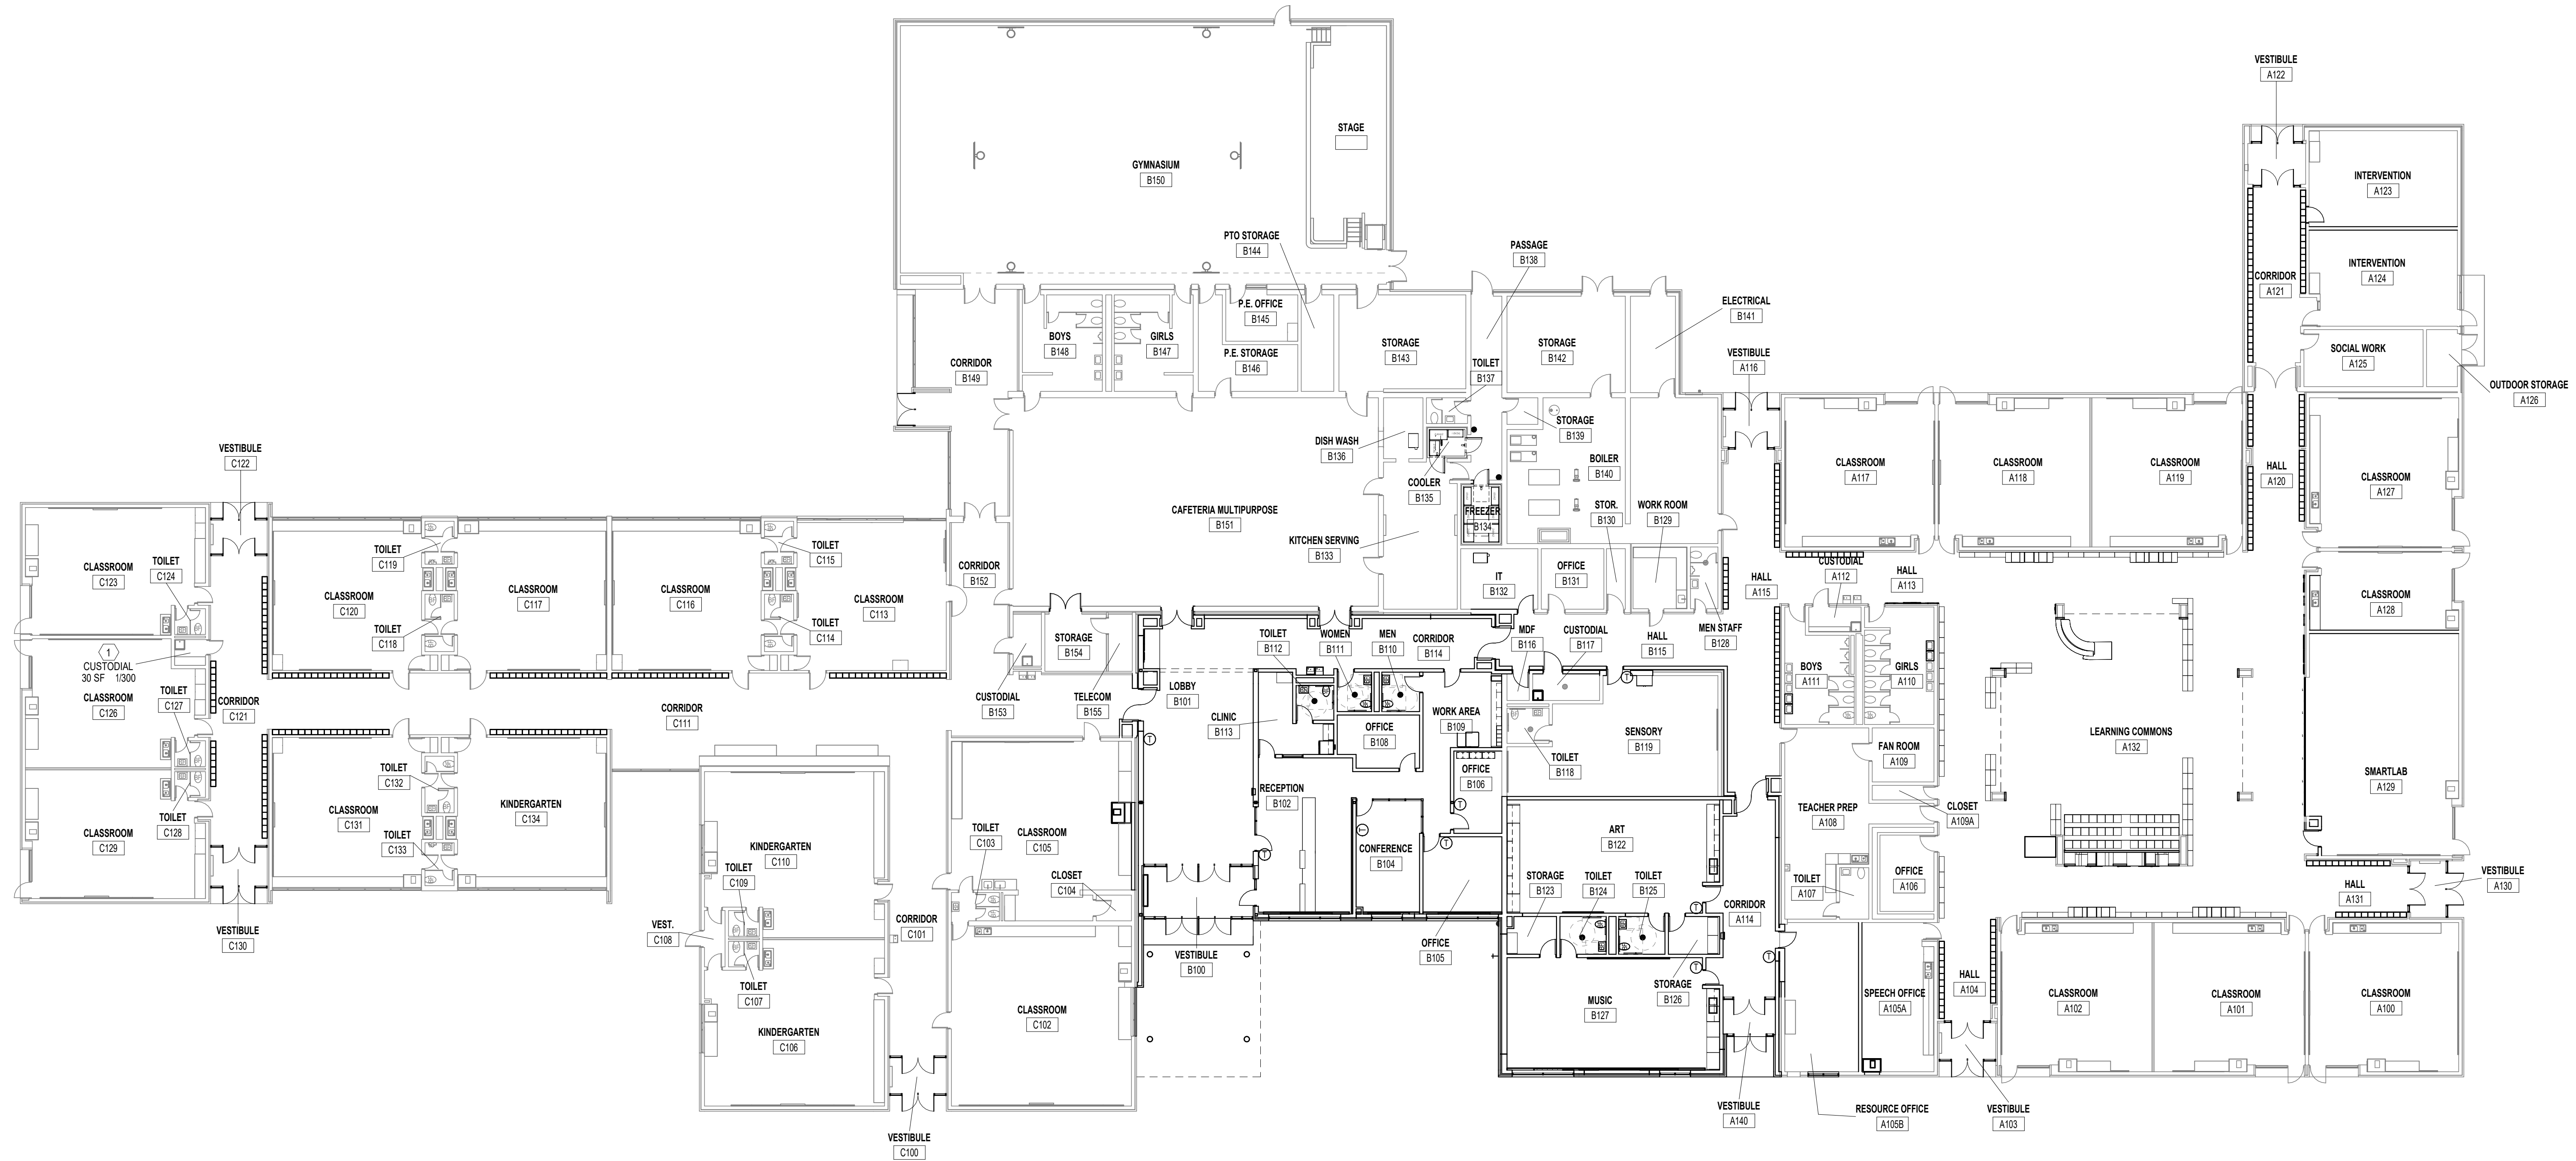 VESTIBULE
A122
STAGE
GYMNASIUM
B150
INTERVENTION
A123
PTO STORAGE
B144
PASSAGE
B138
INTERVENTION
A124
CORRIDOR
A121
ELECTRICAL
B141
P.E. OFFICE
B145
BOYS
B148
GIRLS
B147
STORAGE
B143
STORAGE
B142
P.E. STORAGE
B146
CORRIDOR
B149
TOILET
B137
VESTIBULE
A116
SOCIAL WORK
A125
OUTDOOR STORAGE
A126
STORAGE
B139
DISH WASH
B136
BOILER
B140
COOLER
B135
VESTIBULE
C122
CLASSROOM
A117
CLASSROOM
A118
CLASSROOM
A119
HALL
A120
CLASSROOM
A127
CAFETERIA MULTIPURPOSE
B151
FREEZER
B134
STOR.
B130
WORK ROOM
B129
KITCHEN SERVING
B133
TOILET
C119
TOILET
C115
CLASSROOM
C123
TOILET
C124
CORRIDOR
B152
IT
B132
OFFICE
B131
CUSTODIAL
A112
HALL
A113
HALL
A115
CLASSROOM
C120
CLASSROOM
C117
CLASSROOM
C116
CLASSROOM
C113
CLASSROOM
A128
TOILET
C118
TOILET
C114
STORAGE
B154
TOILET
B112
WOMEN
B111
MEN
B110
CORRIDOR
B114
MDF
B116
CUSTODIAL
B117
HALL
B115
MEN STAFF
B128
1
CUSTODIAL
30 SF 1/300
BOYS
A111
GIRLS
A110
CLASSROOM
C126
TOILET
C127
CORRIDOR
C121
CORRIDOR
C111
CUSTODIAL
B153
TELECOM
B155
LOBBY
B101
CLINIC
B113
OFFICE
B108
WORK AREA
B109
SENSORY
B119
LEARNING COMMONS
A132
FAN ROOM
A109
TOILET
B118
OFFICE
B106
TOILET
C132
SMARTLAB
A129
RECEPTION
B102
CLASSROOM
C131
KINDERGARTEN
C134
TEACHER PREP
A108
CLOSET
A109A
TOILET
C128
CLASSROOM
C129
TOILET
C133
CLASSROOM
C105
TOILET
C103
ART
B122
CONFERENCE
B104
KINDERGARTEN
C110
TOILET
C109
CLOSET
C104
STORAGE
B123
TOILET
B124
TOILET
B125
OFFICE
A106
TOILET
A107
VESTIBULE
A130
HALL
A131
CORRIDOR
C101
CORRIDOR
A114
VEST.
C108
VESTIBULE
C130
OFFICE
B105
VESTIBULE
B100
TOILET
C107
STORAGE
B126
HALL
A104
SPEECH OFFICE
A105A
CLASSROOM
A102
CLASSROOM
A101
CLASSROOM
A100
MUSIC
B127
CLASSROOM
C102
KINDERGARTEN
C106
VESTIBULE
A140
RESOURCE OFFICE
A105B
VESTIBULE
A103
VESTIBULE
C100
T
T
T
T
T
T
T
T
T